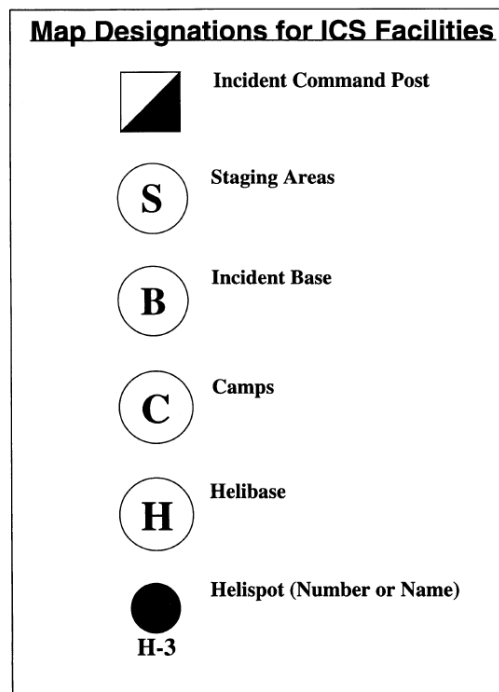 Map Designations for ICS Facilities
Incident Command Post
S
Staging Areas
B
Incident Base
C
Camps
H
Helibase
Helispot (Number or Name)
H-3